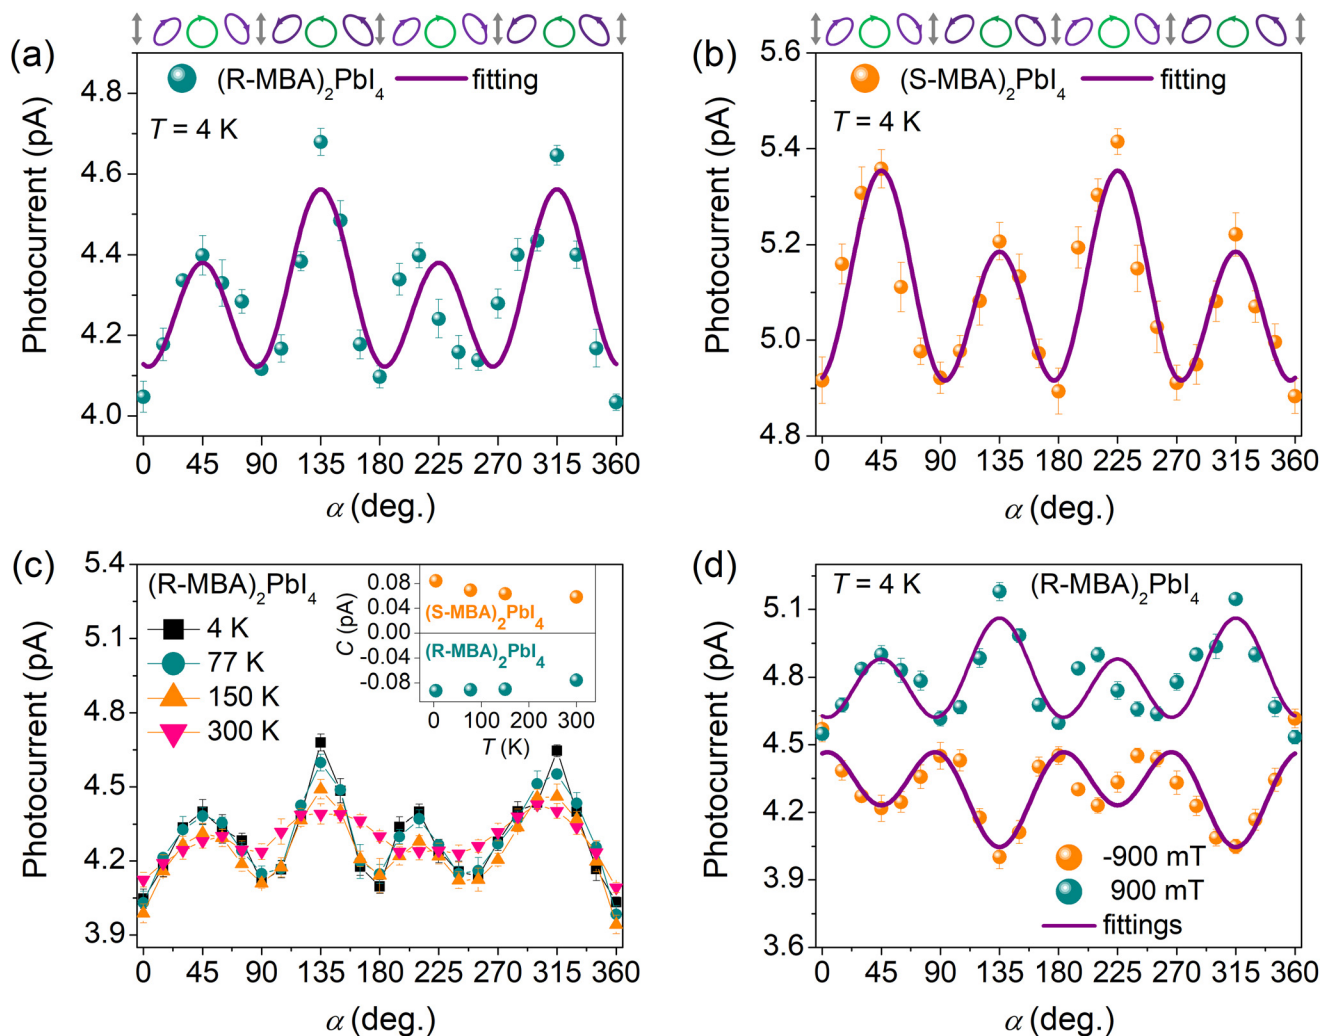 (a)
Photocurrent (pA)
4.8
4.6
4.4
4.2
4.0
(R-MBA)₂PbI₄ fitting
T = 4 K
0 45 90 135 180 225 270 315 360
α (deg.)
(b)
Photocurrent (pA)
5.6
5.4
5.2
5.0
4.8
(S-MBA)₂PbI₄ fitting
T = 4 K
0 45 90 135 180 225 270 315 360
α (deg.)
(c)
Photocurrent (pA)
5.4
5.1
4.8
4.5
4.2
3.9
(R-MBA)₂PbI₄
4 K
77 K
150 K
300 K
C (pA)
0.08
0.04
0.00
-0.04
-0.08
(S-MBA)₂PbI₄
(R-MBA)₂PbI₄
0 100 200 300
T (K)
0 45 90 135 180 225 270 315 360
α (deg.)
(d)
Photocurrent (pA)
5.1
4.8
4.5
4.2
3.9
3.6
T = 4 K (R-MBA)₂PbI₄
-900 mT
900 mT
fittings
0 45 90 135 180 225 270 315 360
α (deg.)